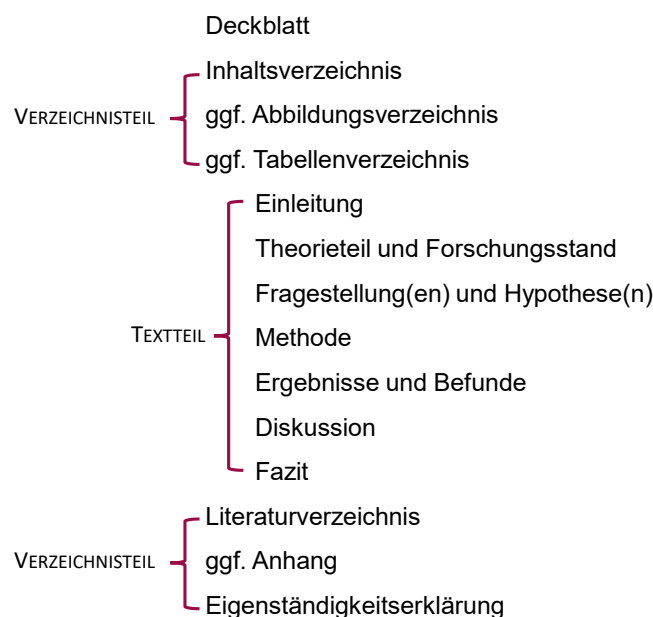 Deckblatt
Inhaltsverzeichnis
VERZEICHNISTEIL ggf. Abbildungsverzeichnis
ggf. Tabellenverzeichnis
Einleitung
Theorieteil und Forschungsstand
Fragestellung(en) und Hypothese(n)
TEXTTEIL Methode
Ergebnisse und Befunde
Diskussion
Fazit
Literaturverzeichnis
VERZEICHNISTEIL ggf. Anhang
Eigenständigkeitserklärung